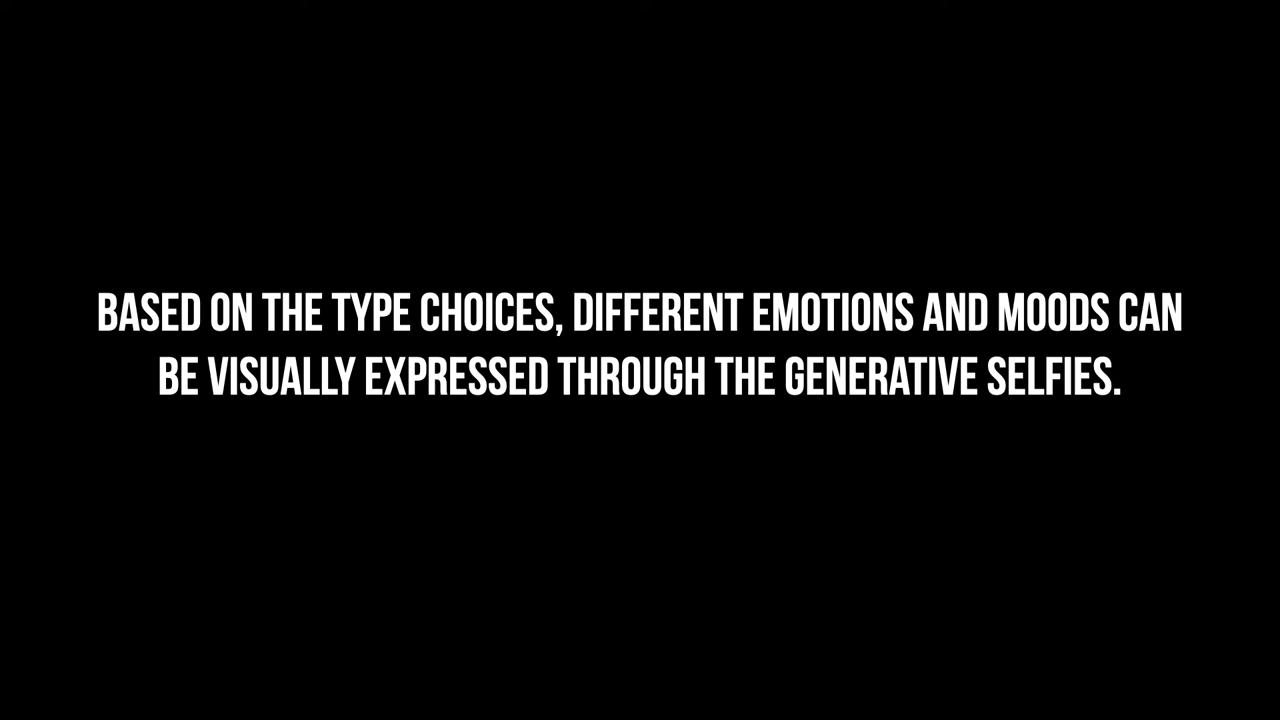 BASED ON THE TYPE CHOICES, DIFFERENT EMOTIONS AND MOODS CAN
BE VISUALLY EXPRESSED THROUGH THE GENERATIVE SELFIES.